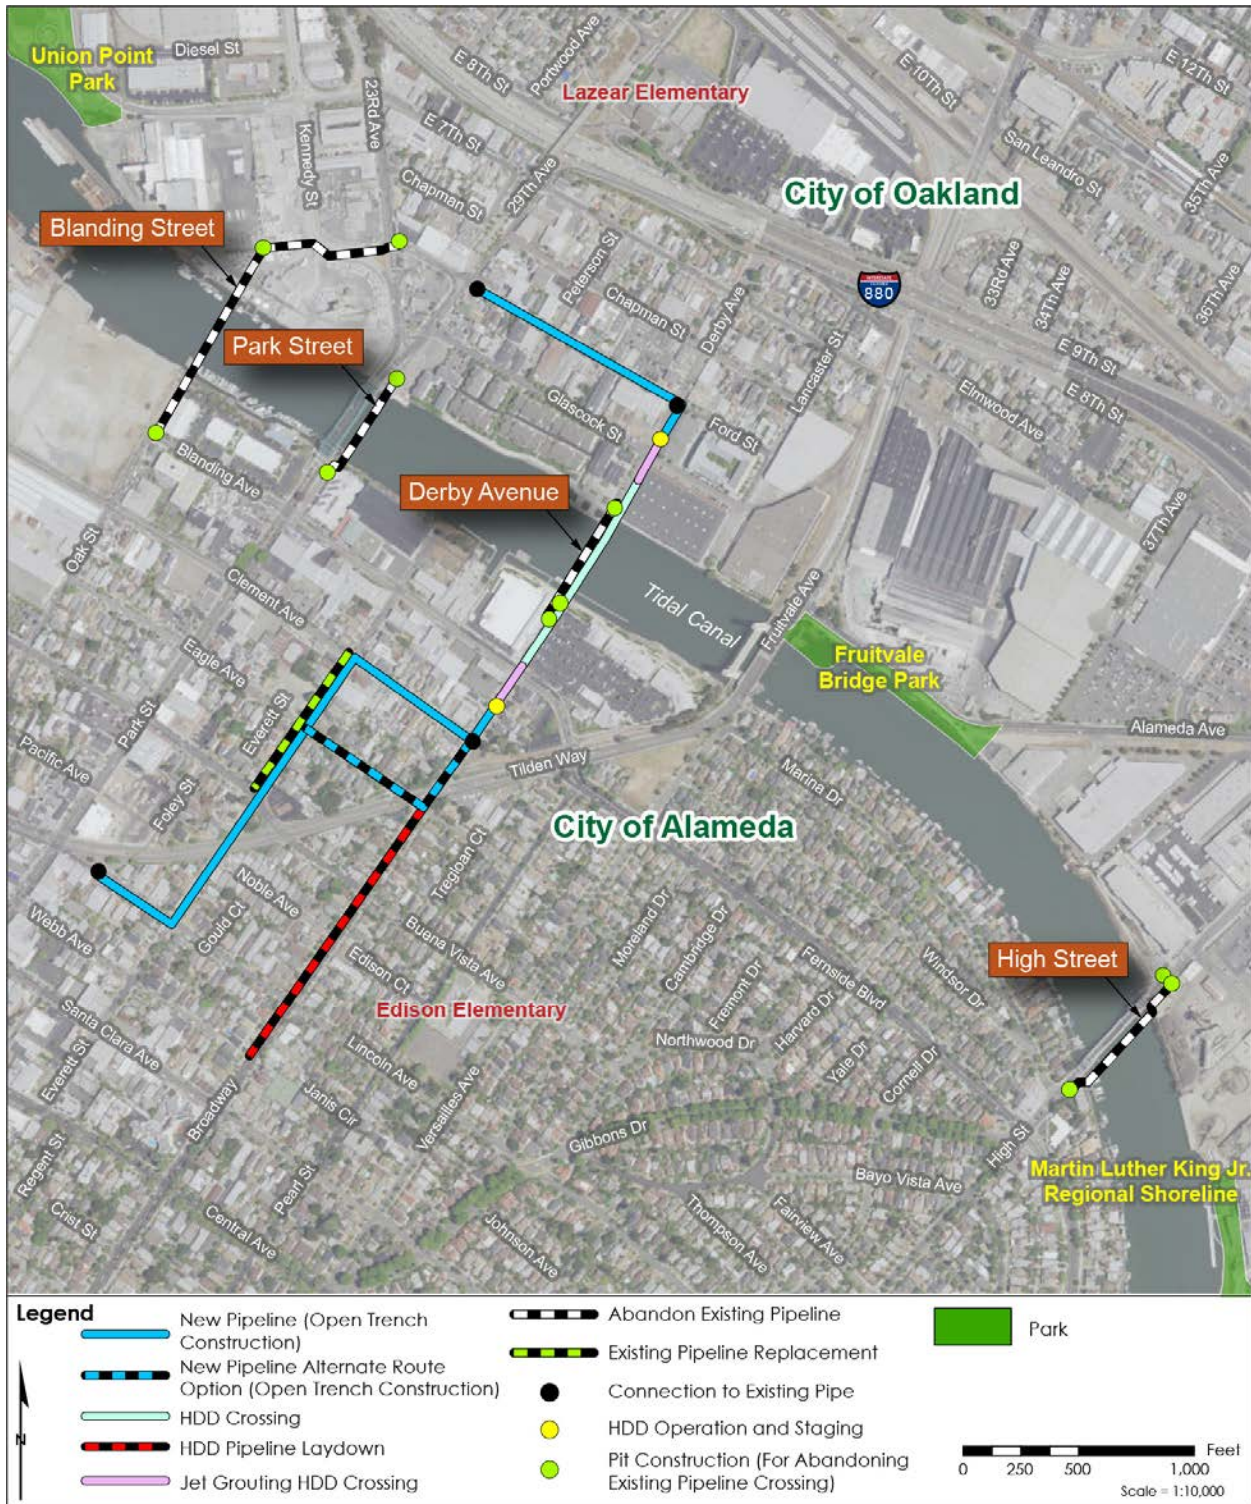 Union Point
Park
Diesel St
Portwood Ave
E 8Th St
Lazear Elementary
E 10Th St
E 12Th St
23Rd Ave
Kennedy St
E 7Th St
29Th Ave
San Leandro St
35Th Ave
Chapman St
City of Oakland
Blanding Street
Peterson St
33Rd Ave
34Th Ave
36Th Ave
INTERSTATE
880
Chapman St
Derby Ave
Park Street
Lancaster St
E 9Th St
E 8Th St
Elmwood Ave
Glascock St
Ford St
Blanding Ave
Derby Avenue
37Th Ave
Oak St
Clement Ave
Tidal Canal
Fruitvale Ave
Eagle Ave
Fruitvale
Bridge Park
Park St
Everett St
Alameda Ave
Pacific Ave
Tilden Way
Marina Dr
Foley St
City of Alameda
Tregloan Ct
Noble Ave
Webb Ave
Gould Ct
Buena Vista Ave
Moreland Dr
Cambridge Dr
Fernside Blvd
Windsor Dr
High Street
Edison Ct
Fremont Dr
Edison Elementary
Harvard Dr
Santa Clara Ave
Northwood Dr
Yale Dr
Cornell Dr
Everett St
Lincoln Ave
Broadway
Janis Cir
Versailles Ave
Gibbons Dr
High St
Regent St
Pearl St
Bayo Vista Ave
Martin Luther King Jr.
Regional Shoreline
Crist St
Central Ave
Johnson Ave
Thompson Ave
Fairview Ave
Legend
New Pipeline (Open Trench
Construction)
New Pipeline Alternate Route
Option (Open Trench Construction)
HDD Crossing
HDD Pipeline Laydown
Jet Grouting HDD Crossing
N
Abandon Existing Pipeline
Existing Pipeline Replacement
Connection to Existing Pipe
HDD Operation and Staging
Pit Construction (For Abandoning
Existing Pipeline Crossing)
Park
Feet
0 250 500 1,000
Scale = 1:10,000